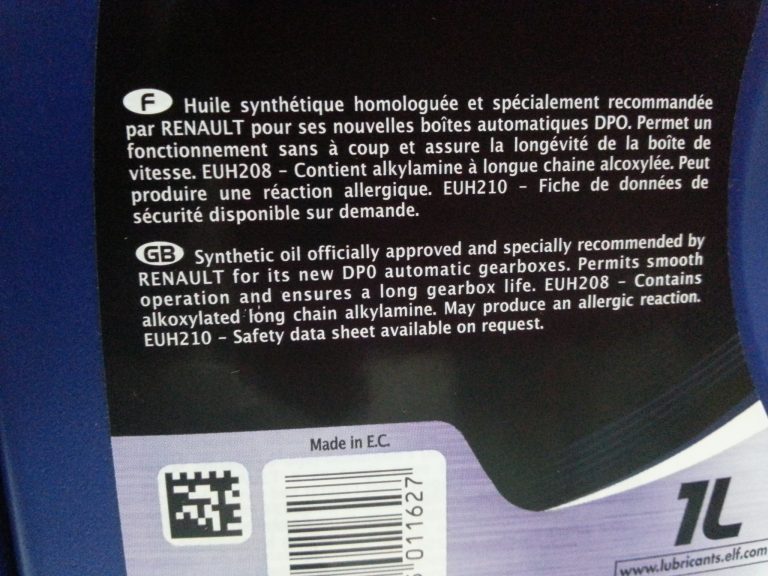 F Huile synthétique homologuée et spécialement recommandée
par RENAULT pour ses nouvelles boîtes automatiques DPO. Permet un
fonctionnement sans à coup et assure la longévité de la boîte de
vitesse. EUH208 – Contient alkylamine à longue chaine alcoxylée. Peut
produire une réaction allergique. EUH210 – Fiche de données de
sécurité disponible sur demande.
GB Synthetic oil officially approved and specially recommended by
RENAULT for its new DP0 automatic gearboxes. Permits smooth
operation and ensures a long gearbox life. EUH208 – Contains
alkoxylated long chain alkylamine. May produce an allergic reaction.
EUH210 – Safety data sheet available on request.
Made in E.C.
011627
1L
www.lubricants.elf.com